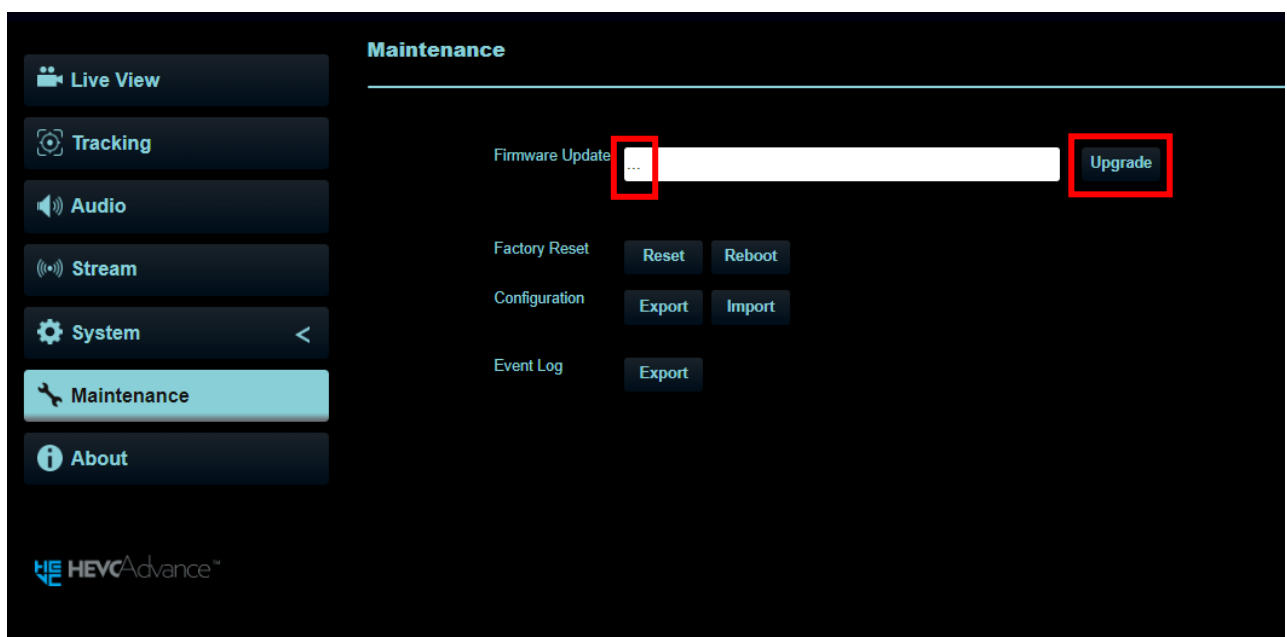 Maintenance
Live View
Tracking
Audio
Stream
System <
Maintenance
About
Firmware Update ... Upgrade
Factory Reset Reset Reboot
Configuration Export Import
Event Log Export
HEVC HEVCAdvance™